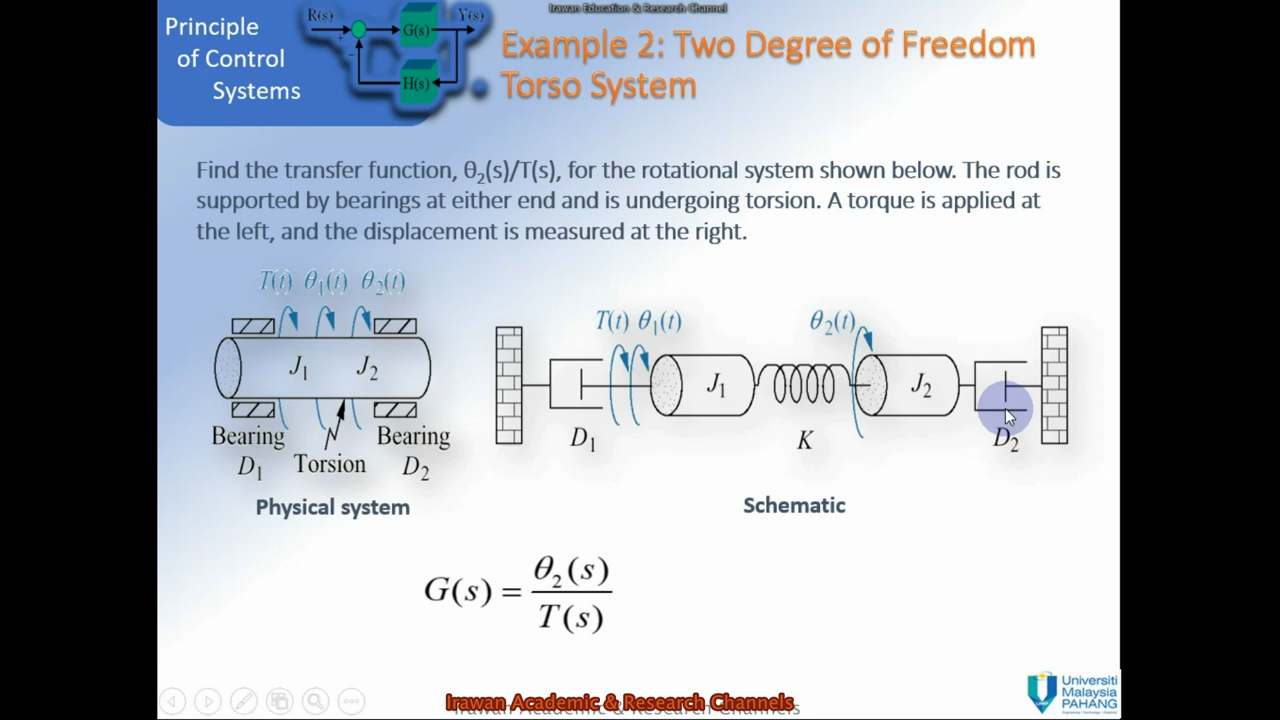 Irawan Education & Research Channel
Principle
of Control
Systems
R(s)
G(s)
Y(s)
H(s)
+
−
Example 2: Two Degree of Freedom
Torso System
Find the transfer function, θ₂(s)/T(s), for the rotational system shown below. The rod is
supported by bearings at either end and is undergoing torsion. A torque is applied at
the left, and the displacement is measured at the right.
T(t) θ₁(t) θ₂(t)
J₁ J₂
Bearing
D₁
Torsion
Bearing
D₂
Physical system
T(t) θ₁(t)
θ₂(t)
J₁
J₂
D₁
K
D₂
Schematic
G(s) = θ₂(s) / T(s)
Irawan Academic & Research Channels
Universiti
Malaysia
PAHANG